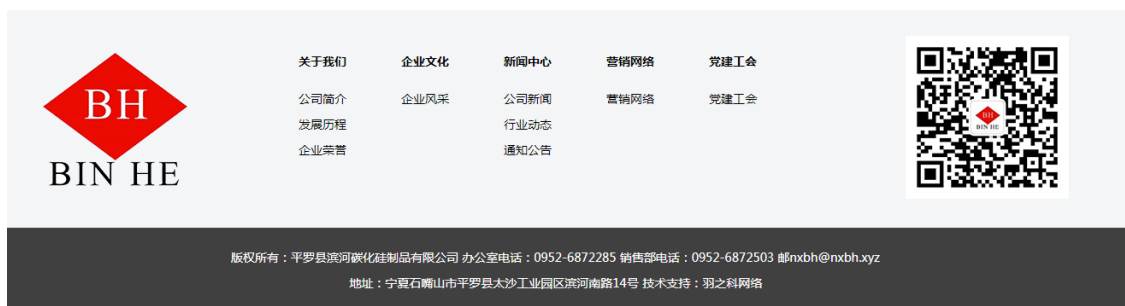 关于我们 企业文化 新闻中心 营销网络 党建工会
公司简介 企业风采 公司新闻 营销网络 党建工会
发展历程 行业动态
企业荣誉 通知公告
BH
BIN HE
BH
BIN HE
版权所有：平罗县滨河碳化硅制品有限公司 办公室电话：0952-6872285 销售部电话：0952-6872503 邮nxbh@nxbh.xyz
地址：宁夏石嘴山市平罗县太沙工业园区滨河南路14号 技术支持：羽之科网络